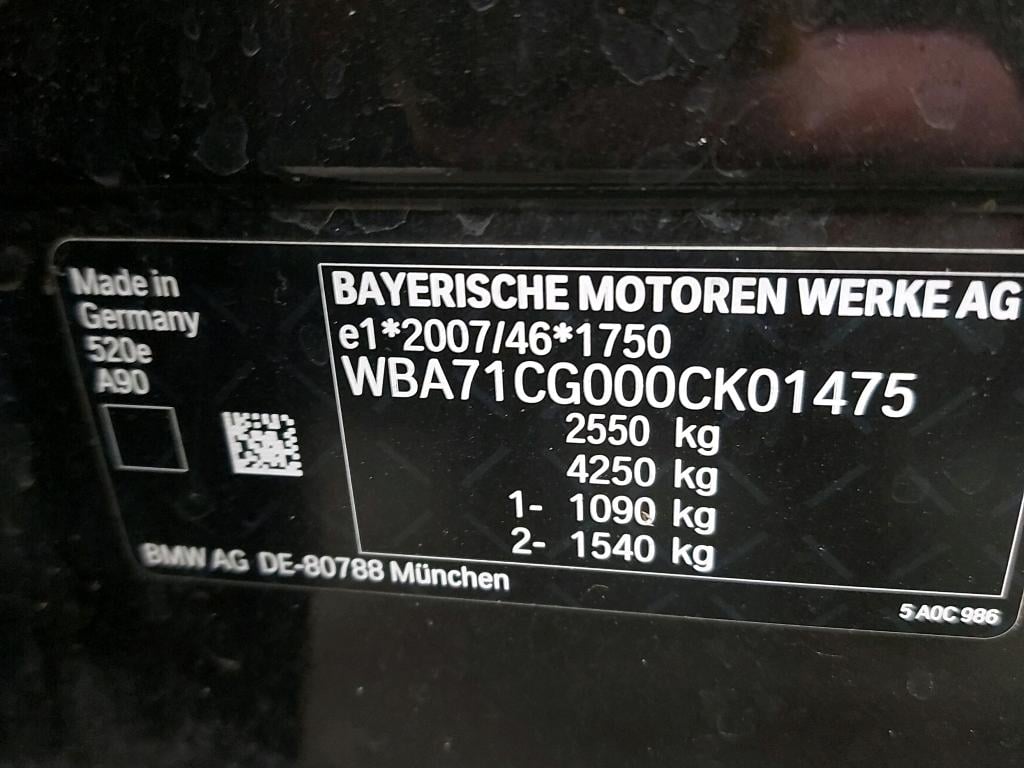 Made in
Germany
520e
A90
BAYERISCHE MOTOREN WERKE AG
e1*2007/46*1750
WBA71CG000CK01475
2550 kg
4250 kg
1- 1090 kg
2- 1540 kg
BMW AG DE-80788 München
5 A0C 986